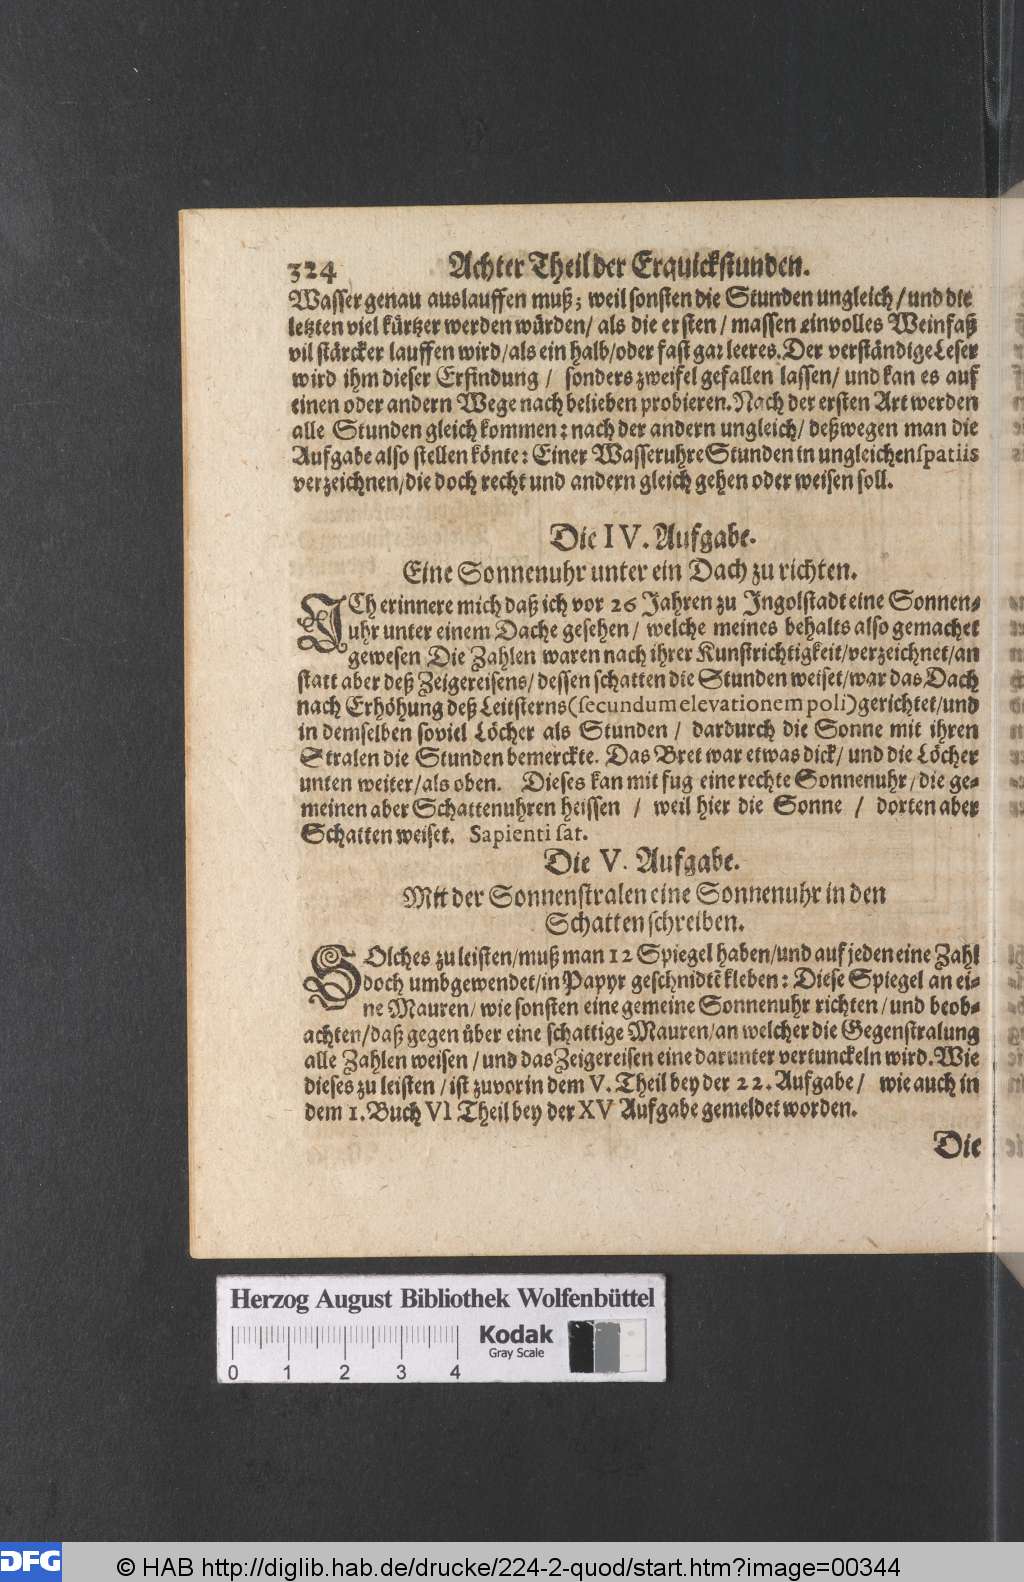 324 Achter Theil der Erquickstunden.
Wasser genau auslauffen muß; weil sonsten die Stunden ungleich / und die
letzten viel kürtzer werden würden/ als die ersten / massen ein volles Weinfaß
vil stärcker lauffen wird/als ein halb/oder fast gar leeres. Der verständige Leser
wird ihm dieser Erfindung / sonders zweifel gefallen lassen/ und kan es auf
einen oder andern Wege nach belieben probieren. Nach der ersten Art werden
alle Stunden gleich kommen: nach der andern ungleich/ deßwegen man die
Aufgabe also stellen könte: Einer Wasseruhre Stunden in ungleichen spatiis
verzeichnen/die doch recht und andern gleich gehen oder weisen soll.
Die IV. Aufgabe.
Eine Sonnenuhr unter ein Dach zu richten.
ICh erinnere mich daß ich vor 26 Jahren zu Ingolstadt eine Sonnen-
uhr unter einem Dache gesehen/ welche meines behalts also gemachet
gewesen Die Zahlen waren nach ihrer Kunstrichtigkeit/verzeichnet/an
statt aber deß Zeigereisens/ dessen schatten die Stunden weiset/war das Dach
nach Erhöhung deß Leitsterns (secundum elevationem poli) gerichtet/und
in demselben soviel Löcher als Stunden / dardurch die Sonne mit ihren
Stralen die Stunden bemerckte. Das Bret war etwas dick/ und die Löcher
unten weiter/als oben. Dieses kan mit fug eine rechte Sonnenuhr/die ge-
meinen aber Schattenuhren heissen / weil hier die Sonne / dorten aber
Schatten weiset. Sapienti sat.
Die V. Aufgabe.
Mit der Sonnenstralen eine Sonnenuhr in den
Schatten schreiben.
SOlches zu leisten/muß man 12 Spiegel haben/und auf jeden eine Zahl
doch umbgewendet/in Papyr geschnidtē kleben: Diese Spiegel an ei-
ne Mauren/ wie sonsten eine gemeine Sonnenuhr richten/ und beob-
achten/daß gegen über eine schattige Mauren/an welcher die Gegenstralung
alle Zahlen weisen / und das Zeigereisen eine darunter vertunckeln wird. Wie
dieses zu leisten / ist zuvor in dem V. Theil bey der 22. Aufgabe/ wie auch in
dem 1. Buch VI Theil bey der XV Aufgabe gemeldet worden.
Die
Herzog August Bibliothek Wolfenbüttel
Kodak
Gray Scale
0 1 2 3 4
DFG © HAB http://diglib.hab.de/drucke/224-2-quod/start.htm?image=00344